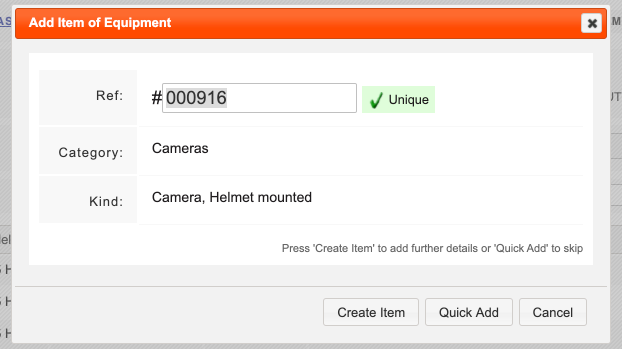 Add Item of Equipment
Ref: #000916 Unique
Category: Cameras
Kind: Camera, Helmet mounted
Press 'Create Item' to add further details or 'Quick Add' to skip
Create Item Quick Add Cancel